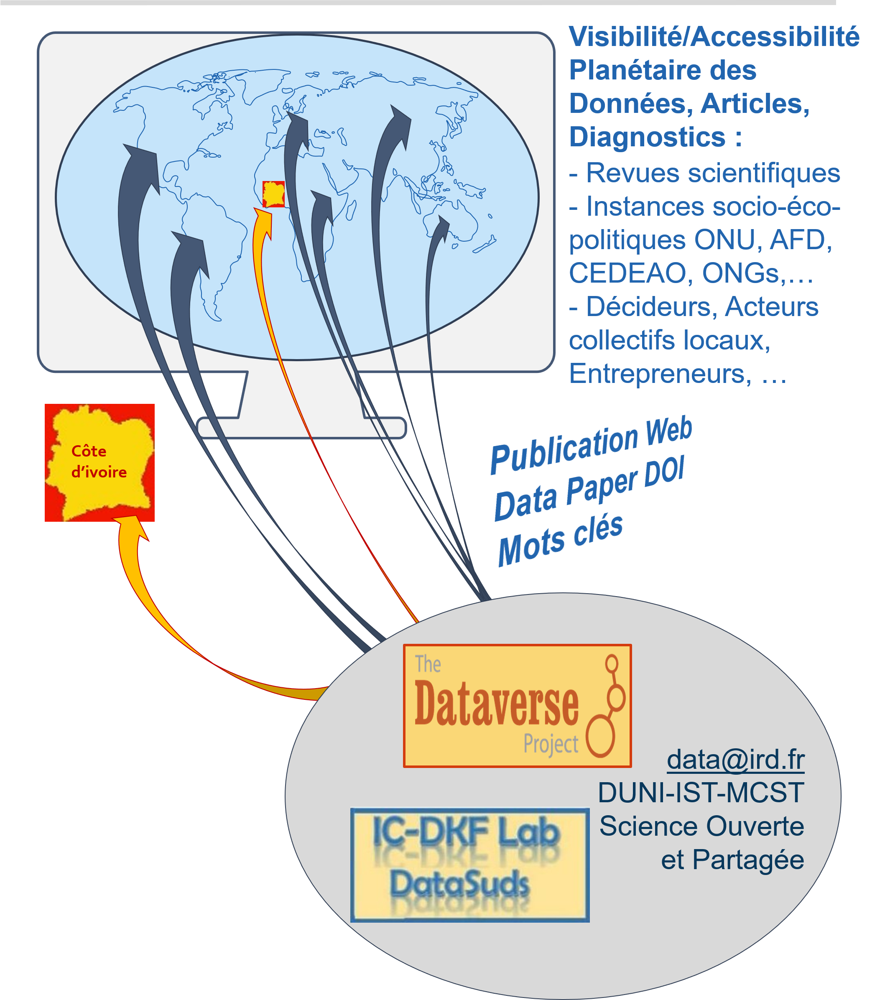 Visibilité/Accessibilité
Planétaire des
Données, Articles,
Diagnostics :
- Revues scientifiques
- Instances socio-éco-
politiques ONU, AFD,
CEDEAO, ONGs,…
- Décideurs, Acteurs
collectifs locaux,
Entrepreneurs, …
Côte
d'ivoire
Publication Web
Data Paper DOI
Mots clés
The
Dataverse
Project
data@ird.fr
DUNI-IST-MCST
Science Ouverte
et Partagée
IC-DKF Lab
DataSuds